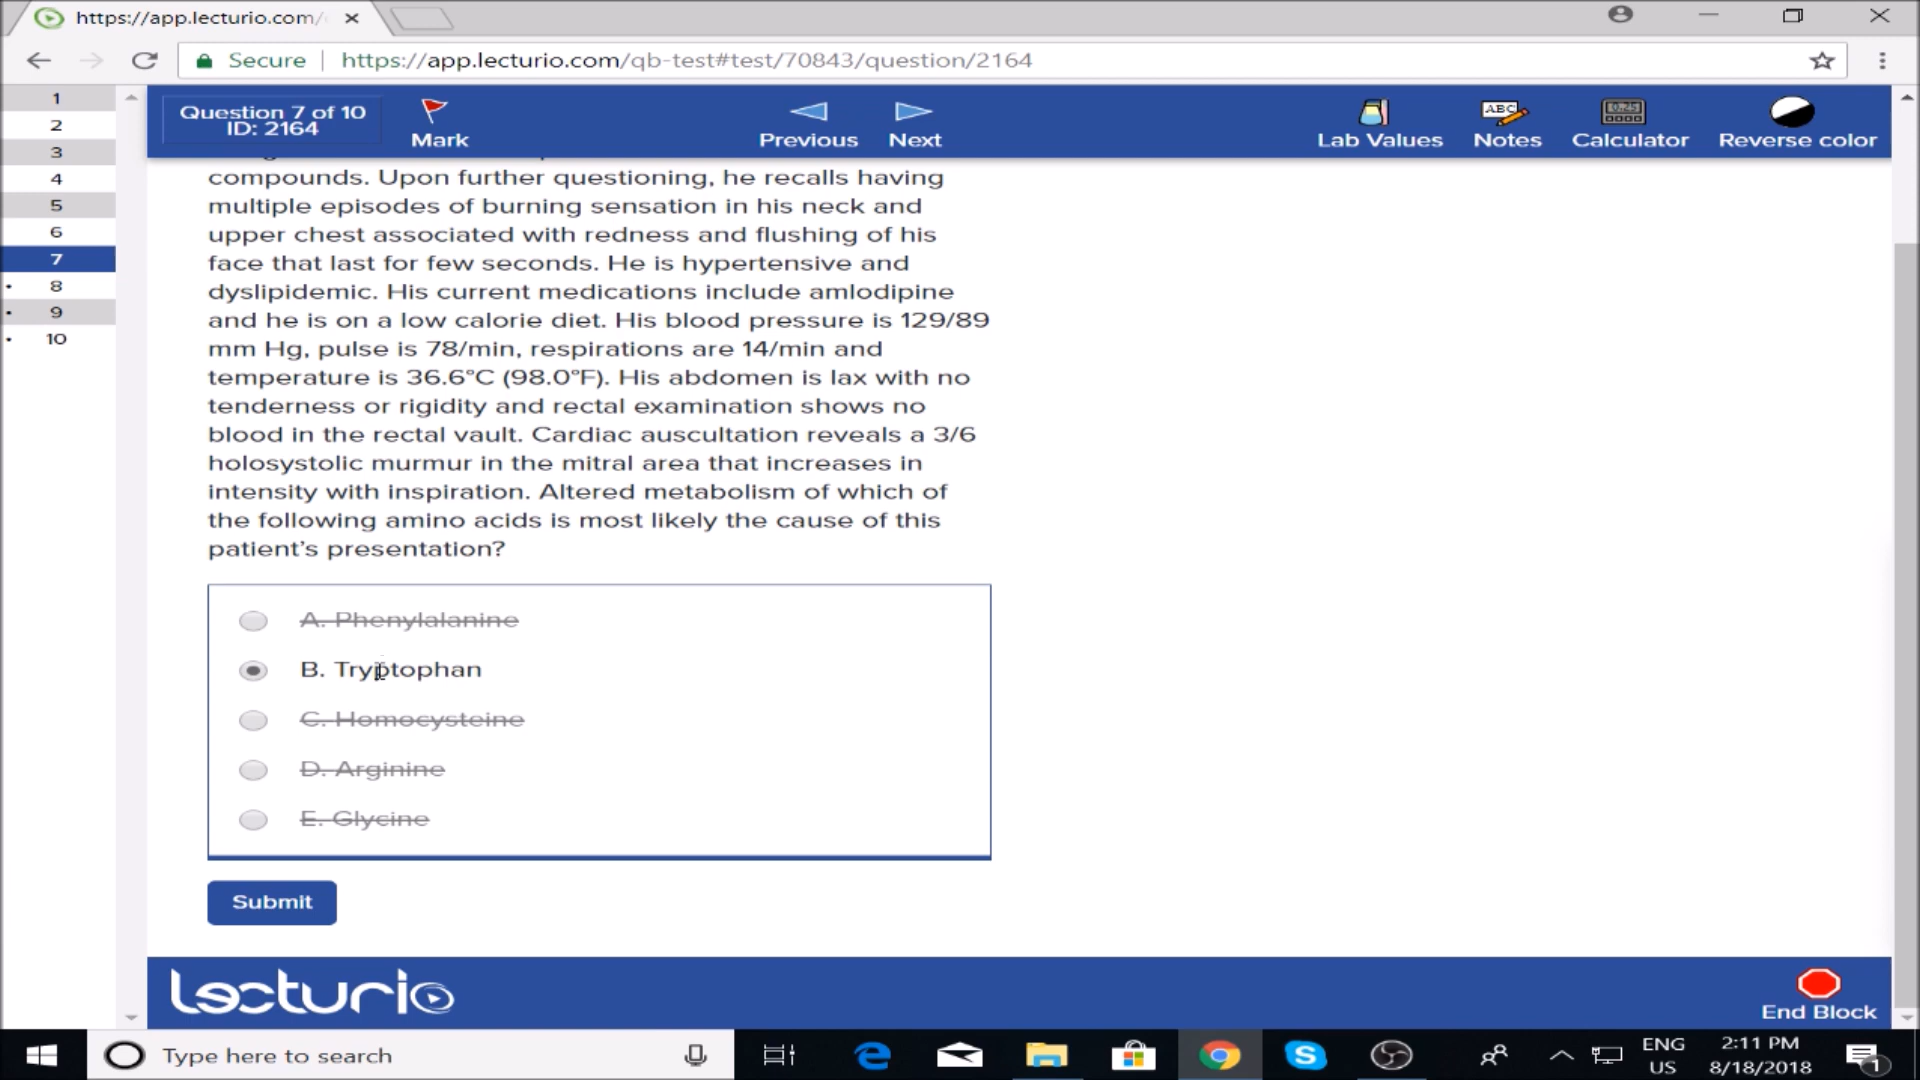 https://app.lecturio.com/
Secure | https://app.lecturio.com/qb-test#test/70843/question/2164
1
2
3
4
5
6
7
8
9
10
Question 7 of 10
ID: 2164
Mark
Previous
Next
Lab Values
Notes
Calculator
Reverse color
compounds. Upon further questioning, he recalls having
multiple episodes of burning sensation in his neck and
upper chest associated with redness and flushing of his
face that last for few seconds. He is hypertensive and
dyslipidemic. His current medications include amlodipine
and he is on a low calorie diet. His blood pressure is 129/89
mm Hg, pulse is 78/min, respirations are 14/min and
temperature is 36.6°C (98.0°F). His abdomen is lax with no
tenderness or rigidity and rectal examination shows no
blood in the rectal vault. Cardiac auscultation reveals a 3/6
holosystolic murmur in the mitral area that increases in
intensity with inspiration. Altered metabolism of which of
the following amino acids is most likely the cause of this
patient's presentation?
A. Phenylalanine
B. Tryptophan
C. Homocysteine
D. Arginine
E. Glycine
Submit
lecturio
End Block
Type here to search
ENG
US
2:11 PM
8/18/2018
1